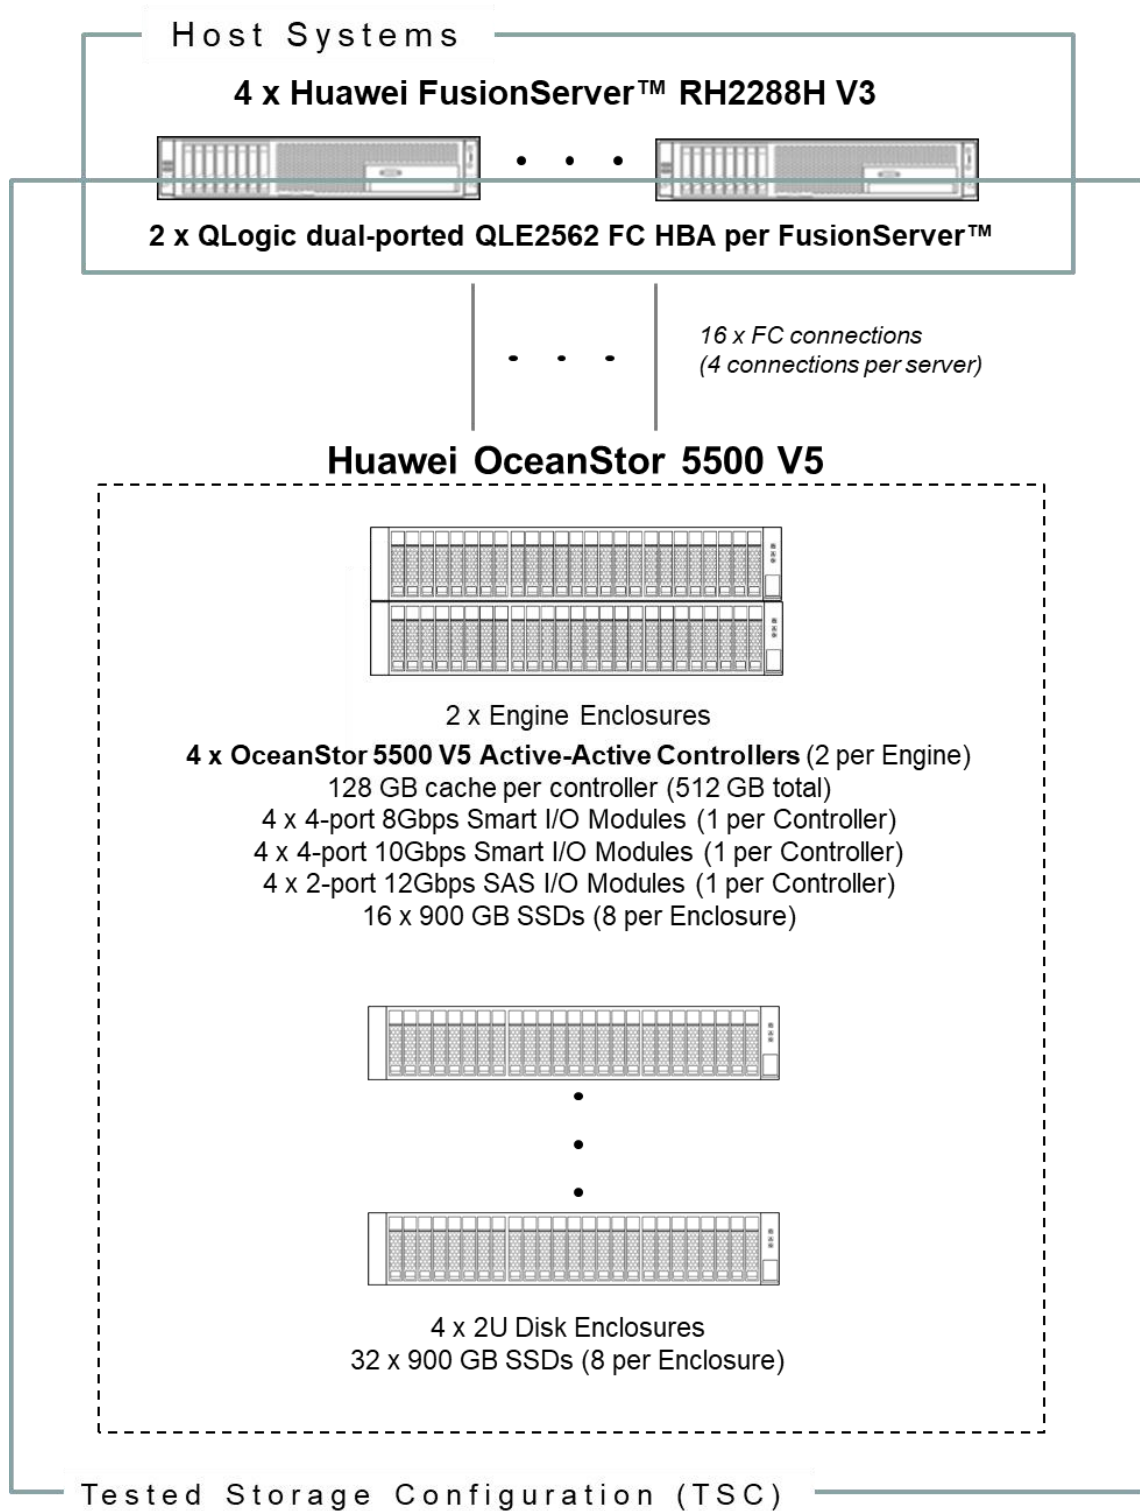 Host Systems
4 x Huawei FusionServer™ RH2288H V3
2 x QLogic dual-ported QLE2562 FC HBA per FusionServer™
16 x FC connections
(4 connections per server)
Huawei OceanStor 5500 V5
2 x Engine Enclosures
4 x OceanStor 5500 V5 Active-Active Controllers (2 per Engine)
128 GB cache per controller (512 GB total)
4 x 4-port 8Gbps Smart I/O Modules (1 per Controller)
4 x 4-port 10Gbps Smart I/O Modules (1 per Controller)
4 x 2-port 12Gbps SAS I/O Modules (1 per Controller)
16 x 900 GB SSDs (8 per Enclosure)
4 x 2U Disk Enclosures
32 x 900 GB SSDs (8 per Enclosure)
Tested Storage Configuration (TSC)